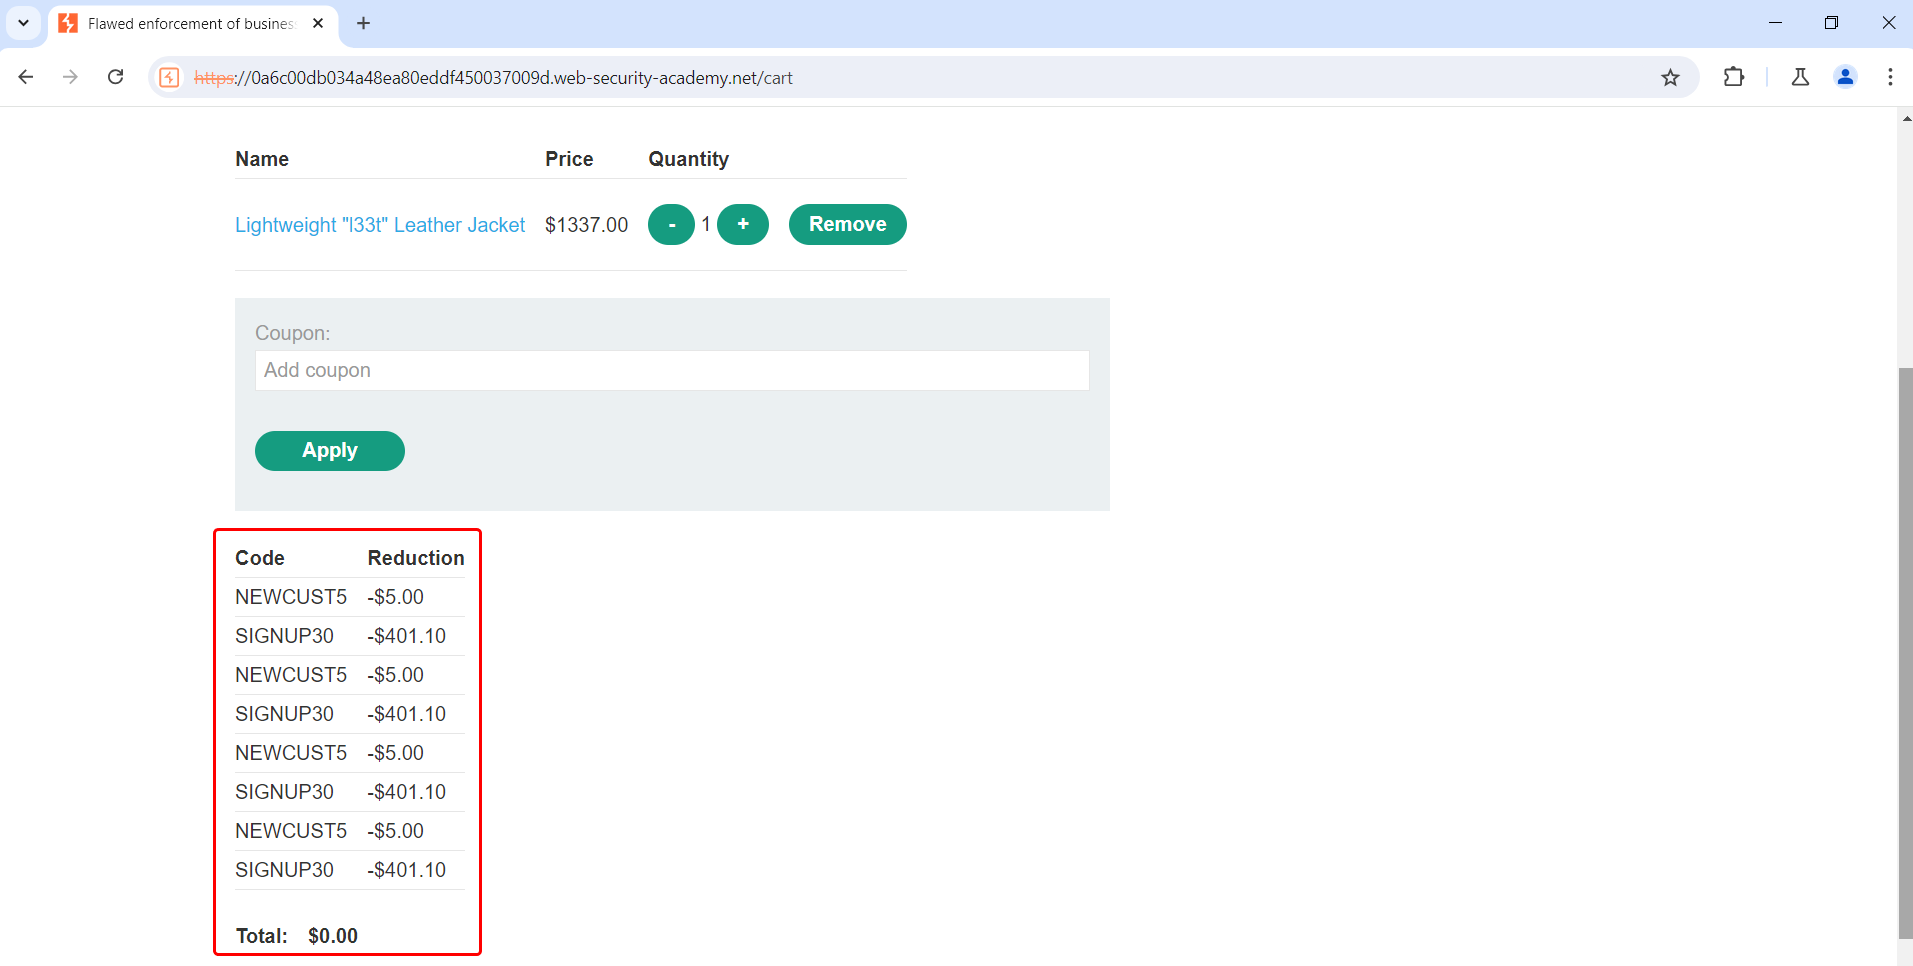 Flawed enforcement of busines
https://0a6c00db034a48ea80eddf450037009d.web-security-academy.net/cart
Name Price Quantity
Lightweight "l33t" Leather Jacket $1337.00 - 1 + Remove
Coupon:
Add coupon
Apply
Code Reduction
NEWCUST5 -$5.00
SIGNUP30 -$401.10
NEWCUST5 -$5.00
SIGNUP30 -$401.10
NEWCUST5 -$5.00
SIGNUP30 -$401.10
NEWCUST5 -$5.00
SIGNUP30 -$401.10
Total: $0.00